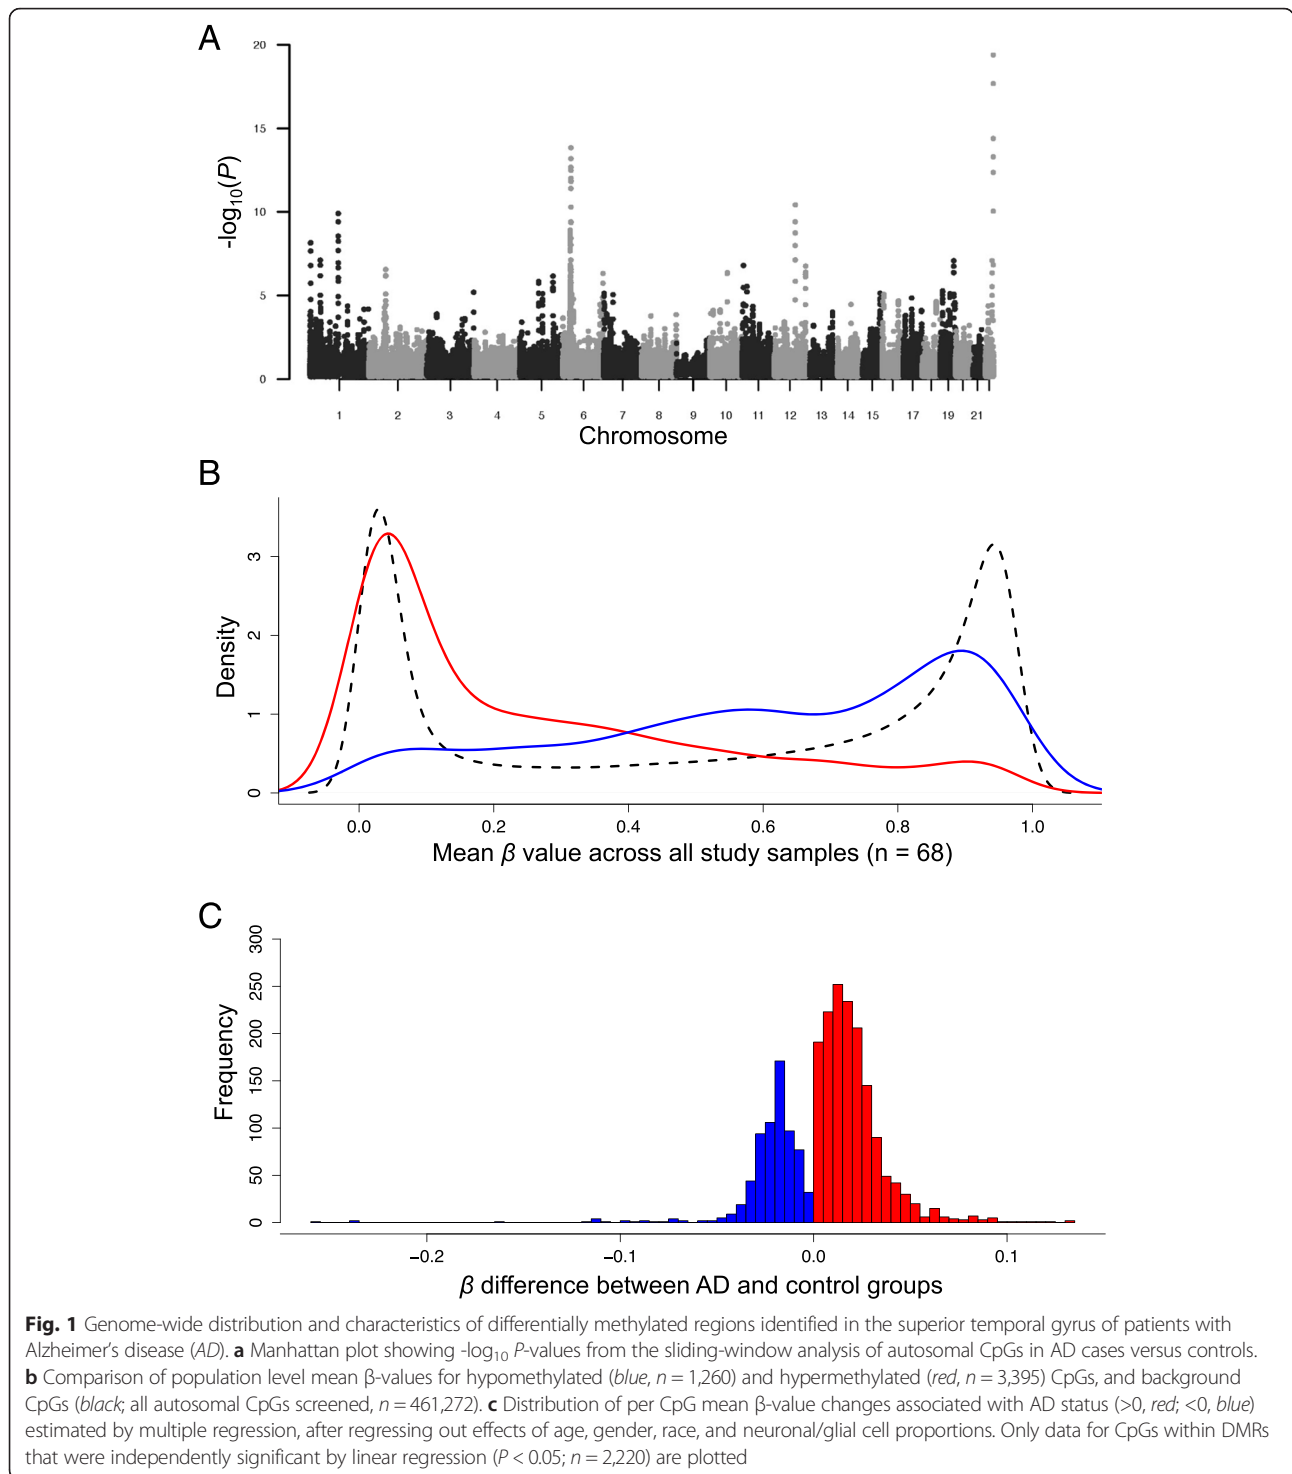 A
20
15
10
5
0
-log10(P)
1 2 3 4 5 6 7 8 9 10 11 12 13 14 15 17 19 21
Chromosome
B
3
2
1
0
Density
0.0 0.2 0.4 0.6 0.8 1.0
Mean β value across all study samples (n = 68)
C
300
250
200
150
100
50
0
Frequency
−0.2 −0.1 0.0 0.1
β difference between AD and control groups
Fig. 1 Genome-wide distribution and characteristics of differentially methylated regions identified in the superior temporal gyrus of patients with
Alzheimer's disease (AD). a Manhattan plot showing -log10 P-values from the sliding-window analysis of autosomal CpGs in AD cases versus controls.
b Comparison of population level mean β-values for hypomethylated (blue, n = 1,260) and hypermethylated (red, n = 3,395) CpGs, and background
CpGs (black; all autosomal CpGs screened, n = 461,272). c Distribution of per CpG mean β-value changes associated with AD status (>0, red; <0, blue)
estimated by multiple regression, after regressing out effects of age, gender, race, and neuronal/glial cell proportions. Only data for CpGs within DMRs
that were independently significant by linear regression (P < 0.05; n = 2,220) are plotted